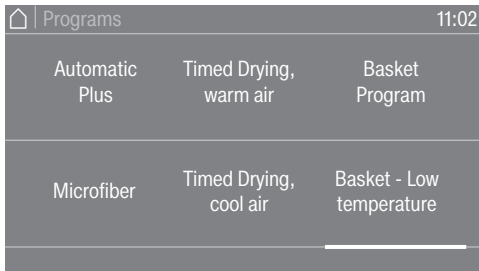 Programs 11:02
Automatic Plus
Timed Drying, warm air
Basket Program
Microfiber
Timed Drying, cool air
Basket - Low temperature